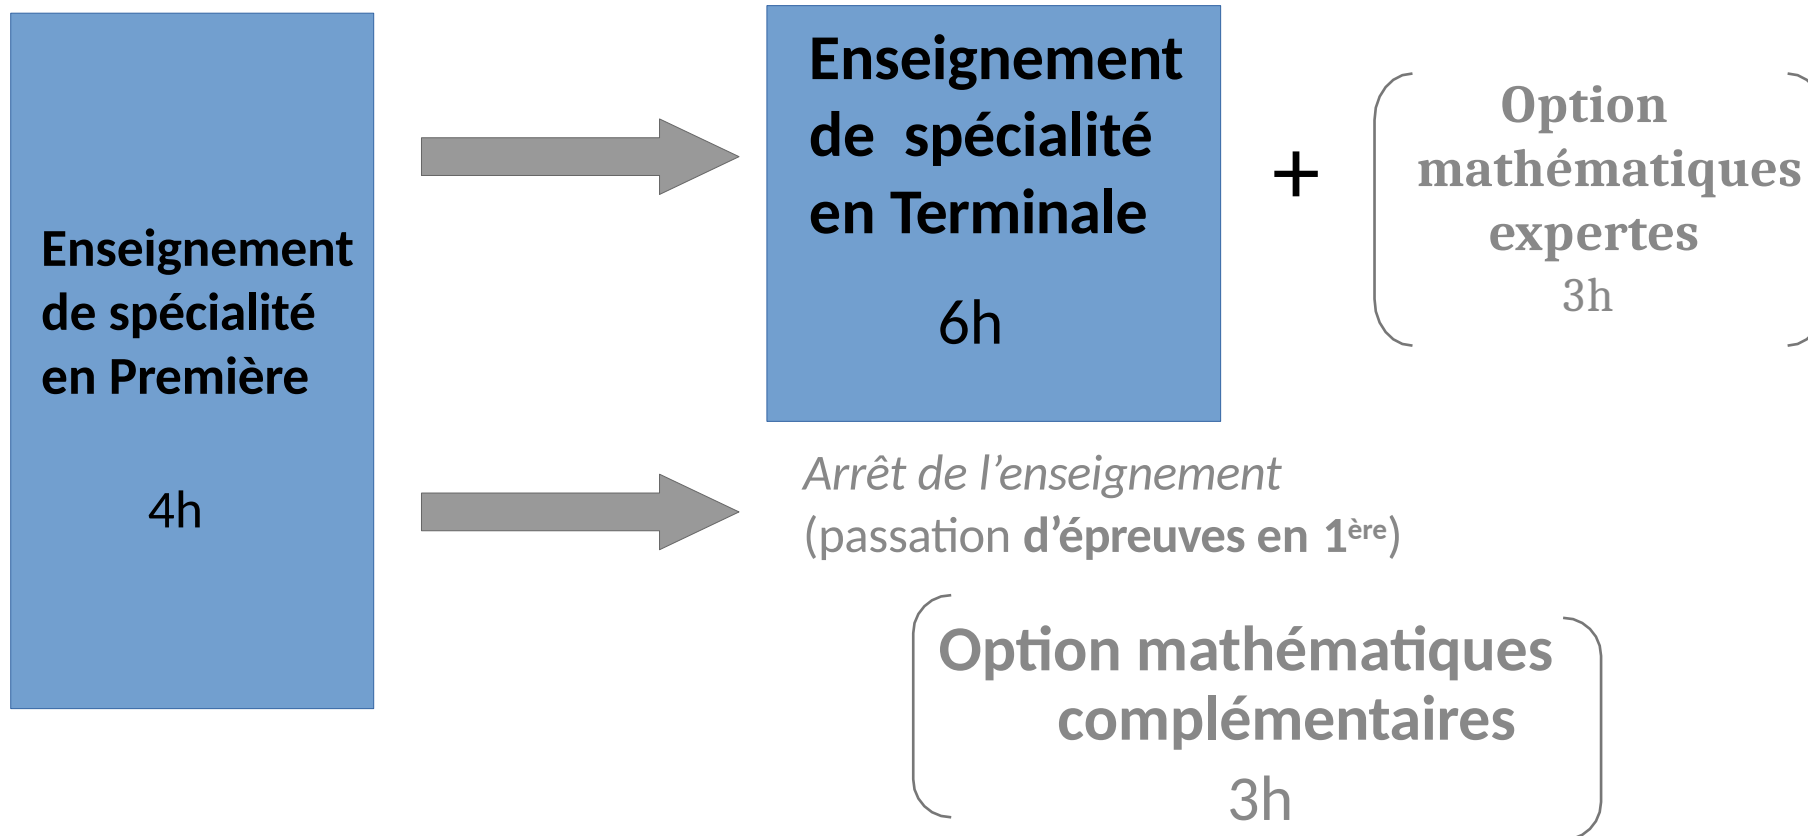 Enseignement
de spécialité
en Première
4h
Enseignement
de spécialité
en Terminale
6h
+
Option
mathématiques
expertes
3h
Arrêt de l’enseignement
(passation d’épreuves en 1ère)
Option mathématiques
complémentaires
3h